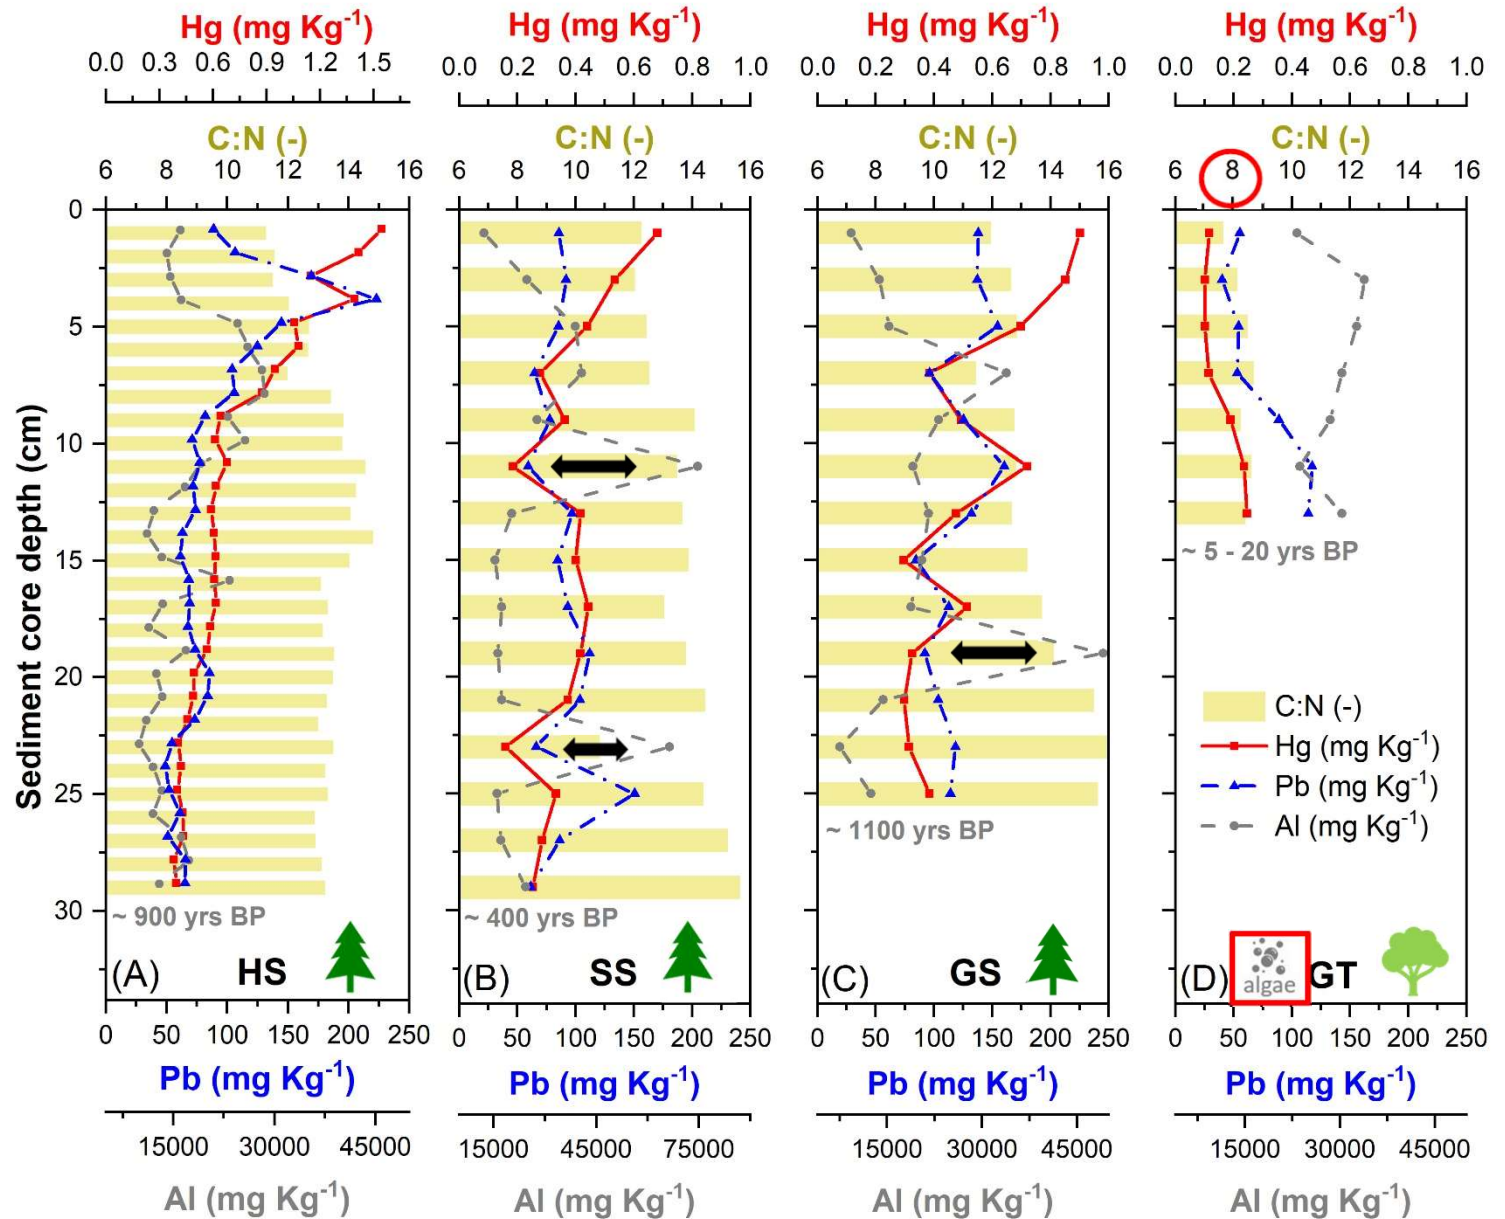 Hg (mg Kg⁻¹) Hg (mg Kg⁻¹) Hg (mg Kg⁻¹) Hg (mg Kg⁻¹)
0.0 0.3 0.6 0.9 1.2 1.5 0.0 0.2 0.4 0.6 0.8 1.0 0.0 0.2 0.4 0.6 0.8 1.0 0.0 0.2 0.4 0.6 0.8 1.0
C:N (-) C:N (-) C:N (-) C:N (-)
6 8 10 12 14 16 6 8 10 12 14 16 6 8 10 12 14 16 6 8 10 12 14 16
Sediment core depth (cm)
0
5
10
15
20
25
30
~ 900 yrs BP
(A) HS
~ 400 yrs BP
(B) SS
~ 1100 yrs BP
(C) GS
~ 5 - 20 yrs BP
C:N (-)
Hg (mg Kg⁻¹)
Pb (mg Kg⁻¹)
Al (mg Kg⁻¹)
(D) algae GT
0 50 100 150 200 250 0 50 100 150 200 250 0 50 100 150 200 250 0 50 100 150 200 250
Pb (mg Kg⁻¹) Pb (mg Kg⁻¹) Pb (mg Kg⁻¹) Pb (mg Kg⁻¹)
15000 30000 45000 15000 45000 75000 15000 30000 45000 15000 30000 45000
Al (mg Kg⁻¹) Al (mg Kg⁻¹) Al (mg Kg⁻¹) Al (mg Kg⁻¹)